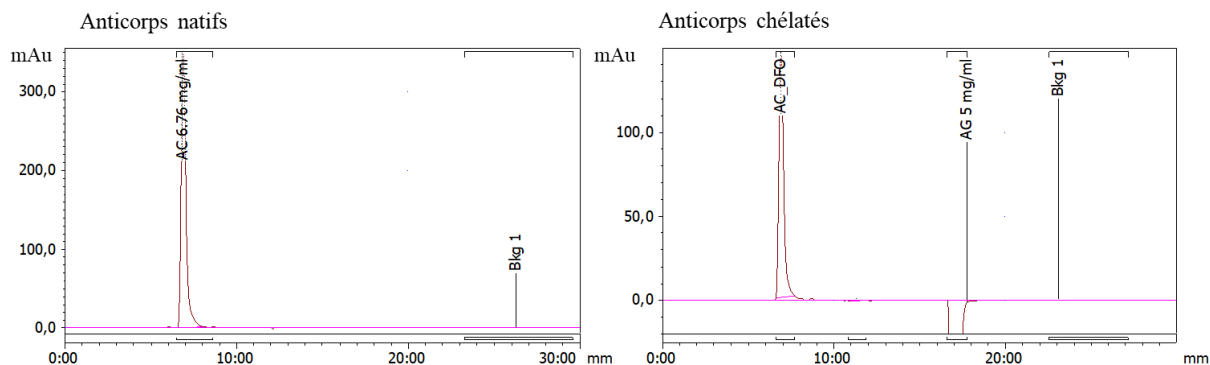 Anticorps natifs
mAu
300,0
200,0
100,0
0,0
AC 6.76 mg/ml
Bkg 1
0:00 10:00 20:00 30:00 mm
Anticorps chélatés
mAu
100,0
50,0
0,0
AC_DFO
AG 5 mg/ml
Bkg 1
0:00 10:00 20:00 mm